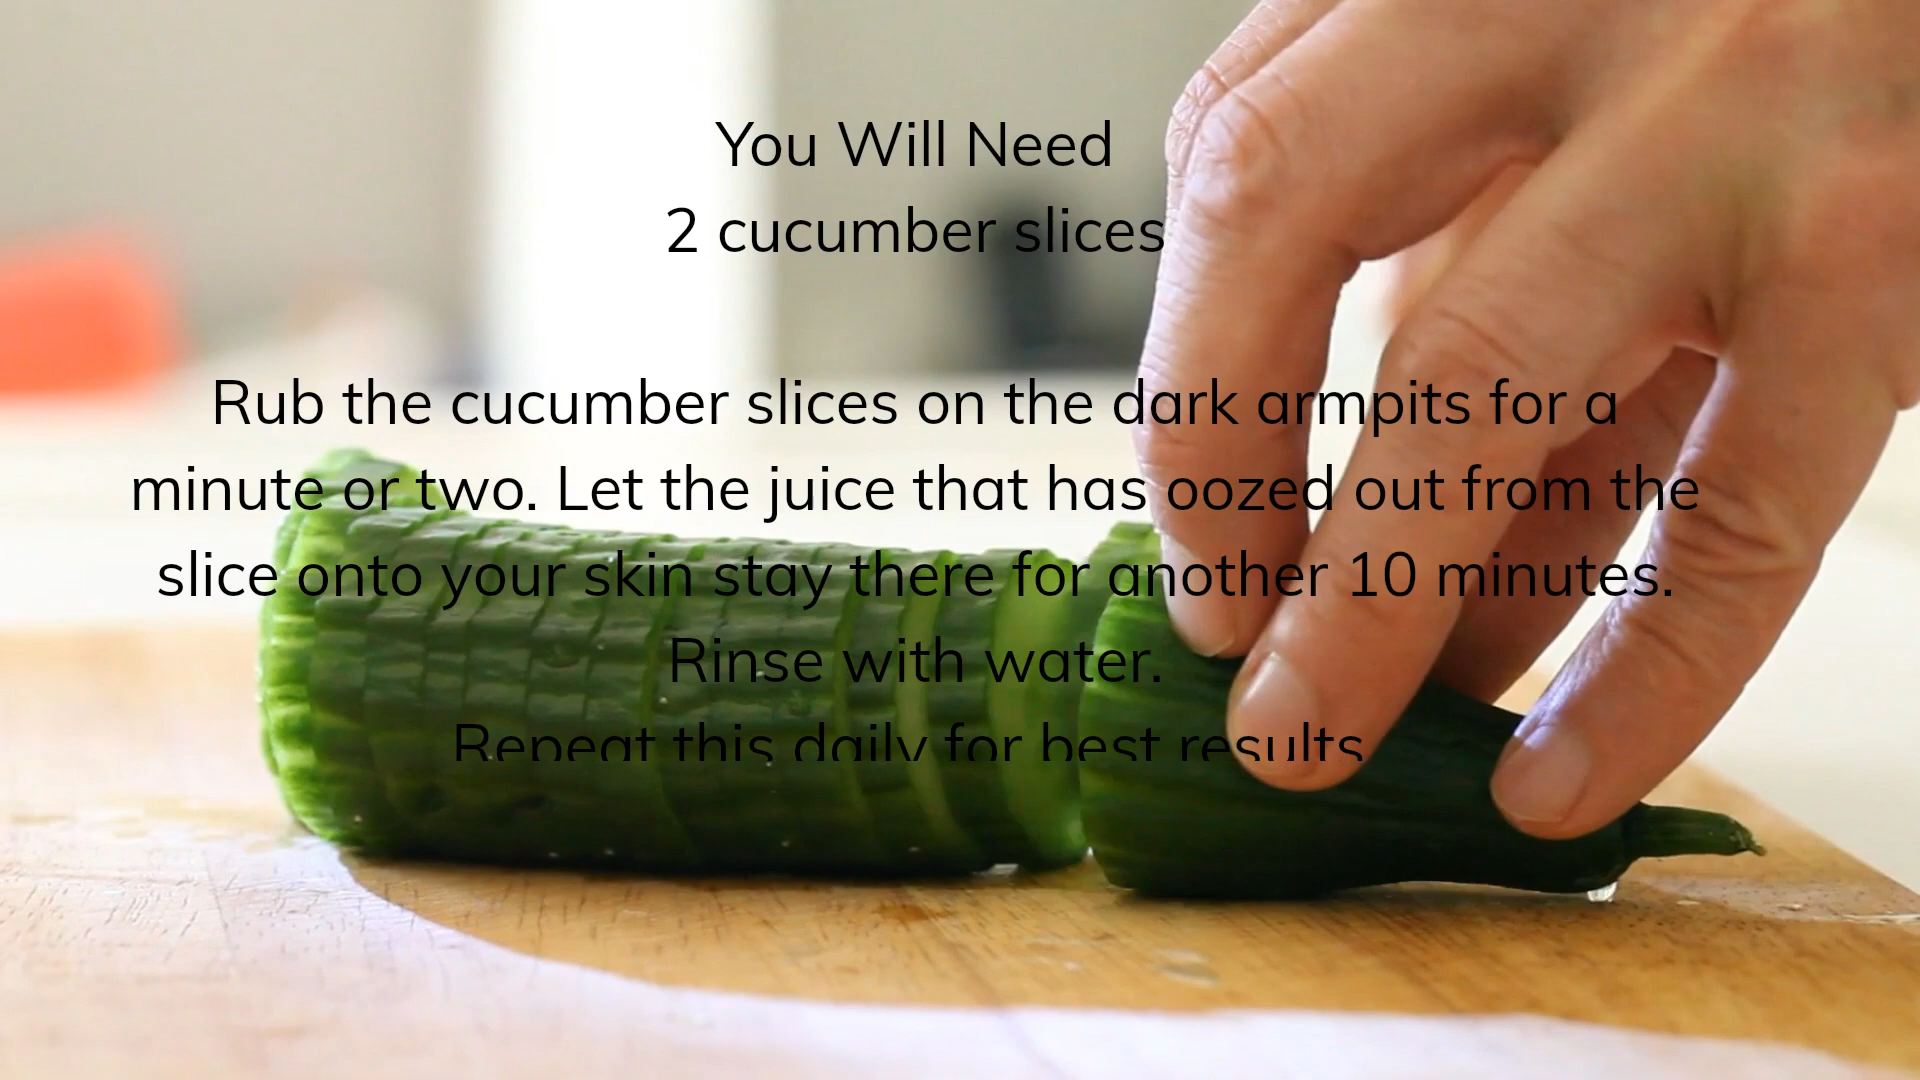 You Will Need
2 cucumber slices
Rub the cucumber slices on the dark armpits for a
minute or two. Let the juice that has oozed out from the
slice onto your skin stay there for another 10 minutes.
Rinse with water.
Repeat this daily for best results